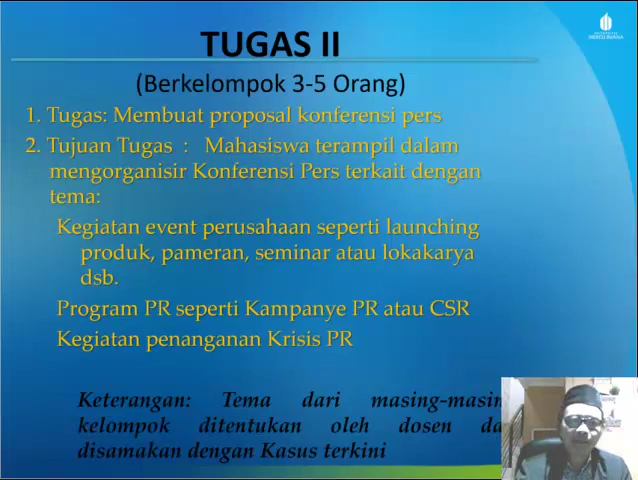 TUGAS II
(Berkelompok 3-5 Orang)
1. Tugas: Membuat proposal konferensi pers
2. Tujuan Tugas : Mahasiswa terampil dalam
mengorganisir Konferensi Pers terkait dengan
tema:
Kegiatan event perusahaan seperti launching
produk, pameran, seminar atau lokakarya
dsb.
Program PR seperti Kampanye PR atau CSR
Kegiatan penanganan Krisis PR
Keterangan: Tema dari
kelompok ditentukan oleh dosen
disamakan dengan Kasus terkini
UNIVERSITAS
MERCU BUANA